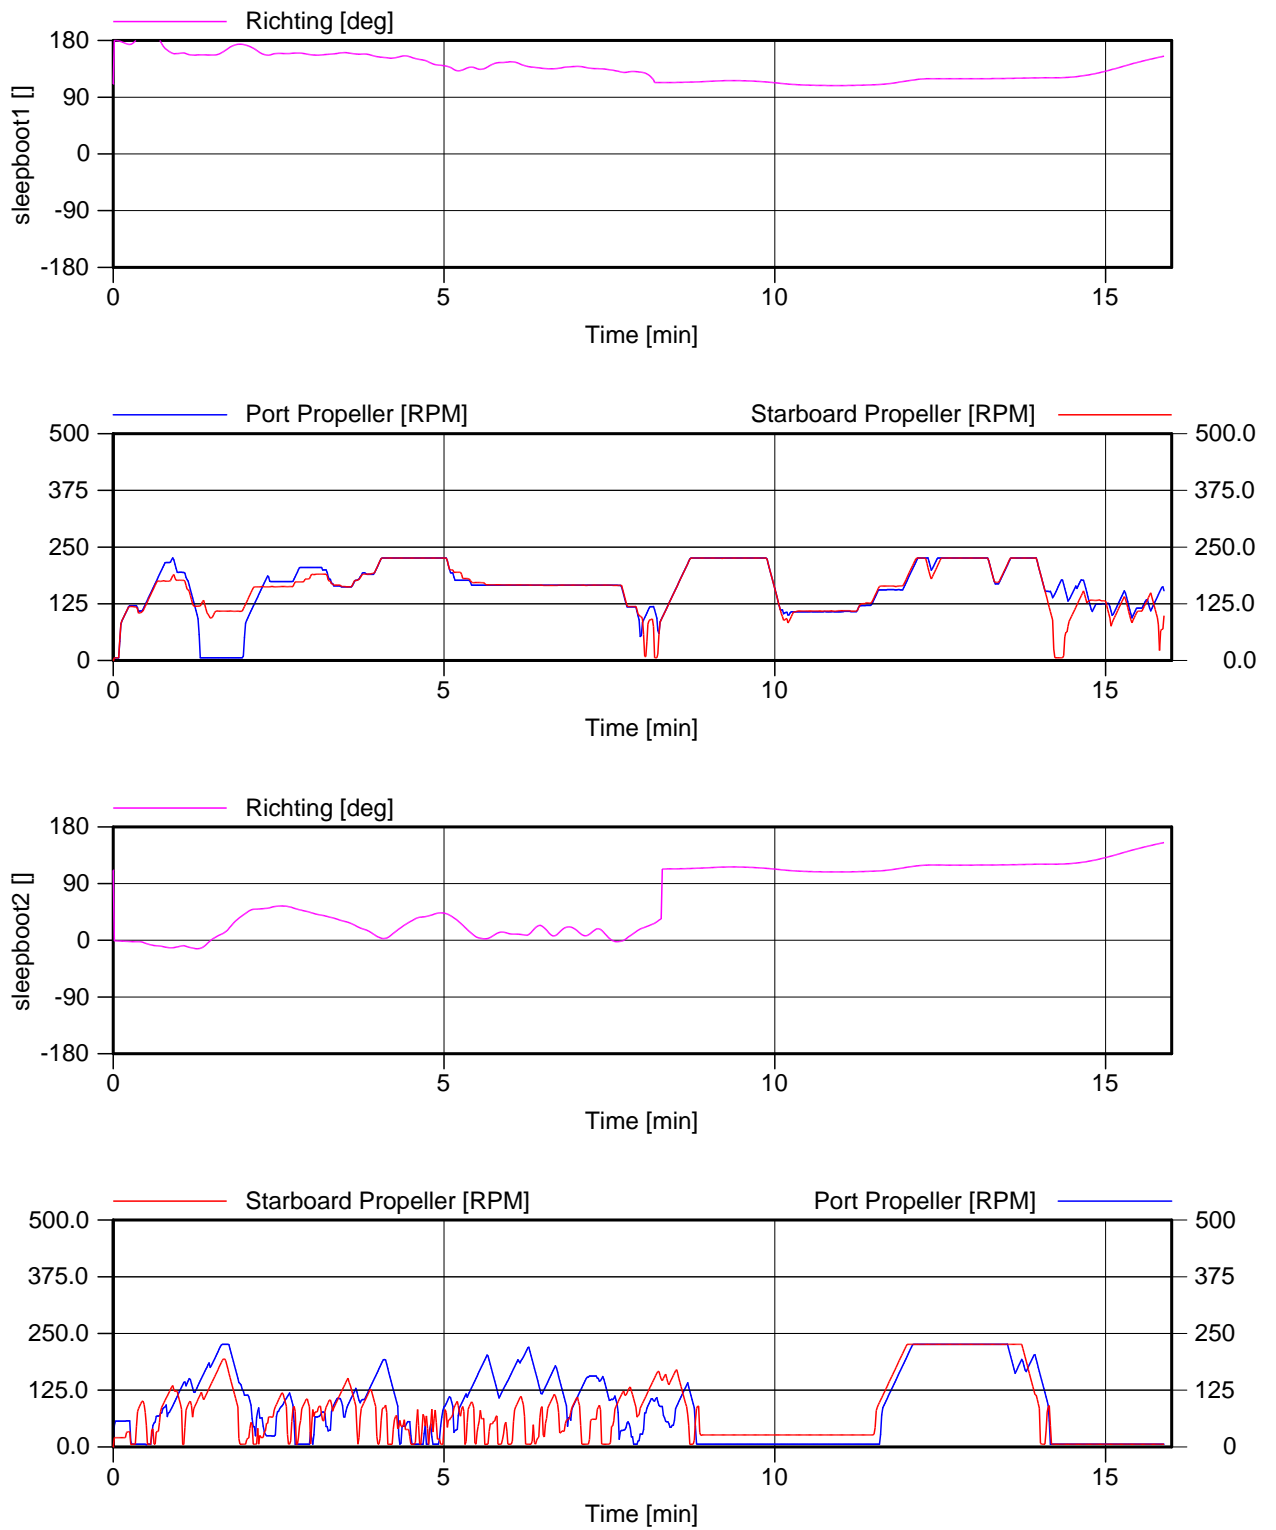 Richting [deg]
180
90
0
-90
-180
sleepboot1 []
0 5 10 15
Time [min]
Port Propeller [RPM] Starboard Propeller [RPM]
500 500.0
375 375.0
250 250.0
125 125.0
0 0.0
0 5 10 15
Time [min]
Richting [deg]
180
90
0
-90
-180
sleepboot2 []
0 5 10 15
Time [min]
Starboard Propeller [RPM] Port Propeller [RPM]
500.0 500
375.0 375
250.0 250
125.0 125
0.0 0
0 5 10 15
Time [min]